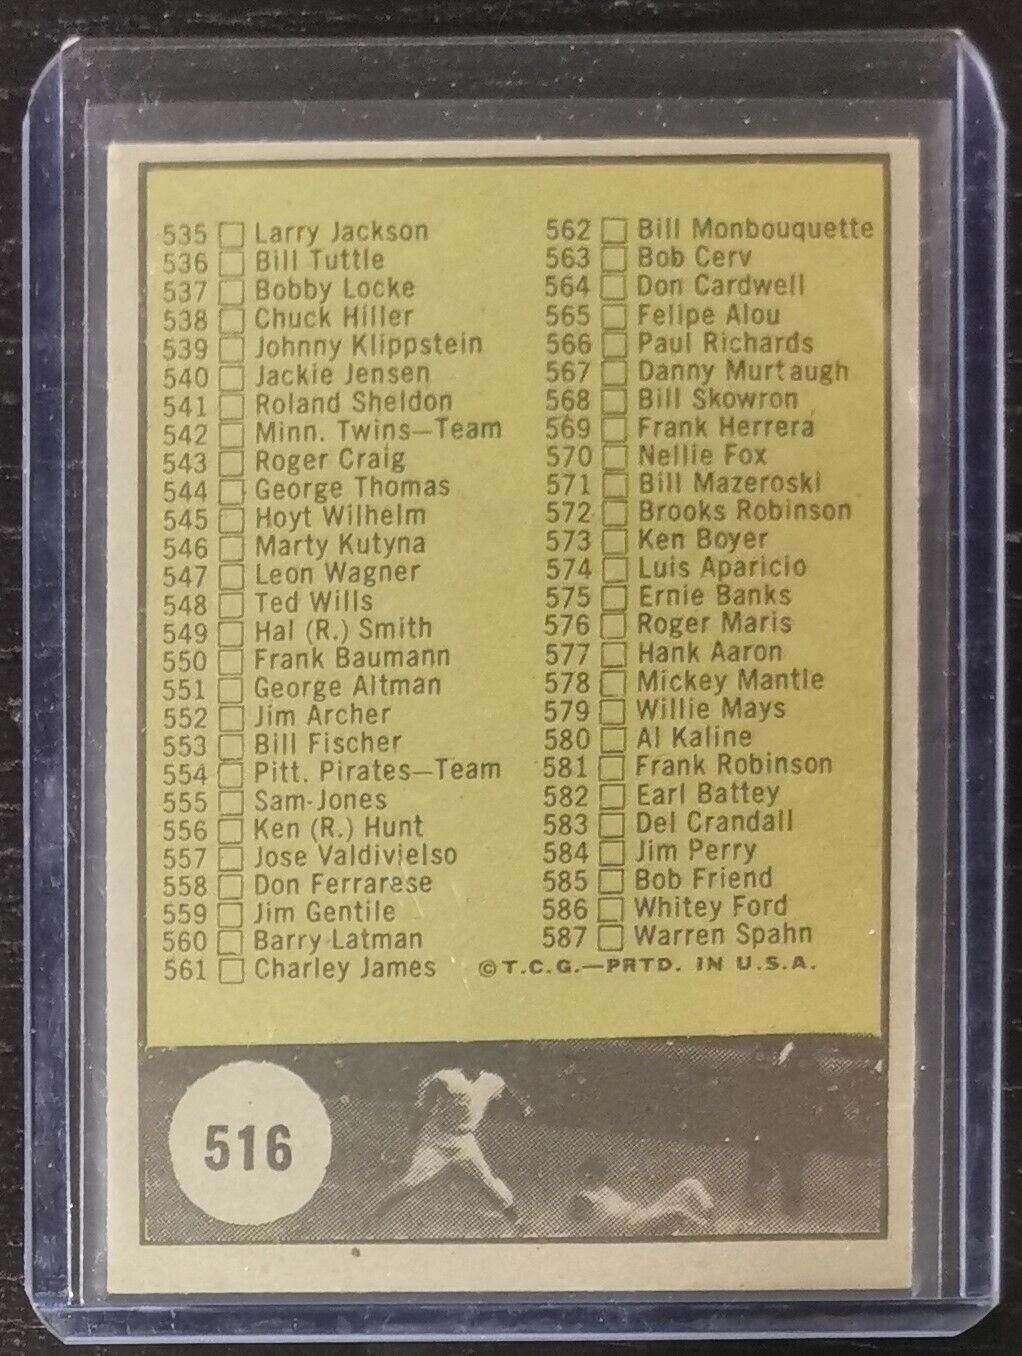 535 Larry Jackson
536 Bill Tuttle
537 Bobby Locke
538 Chuck Hiller
539 Johnny Klippstein
540 Jackie Jensen
541 Roland Sheldon
542 Minn. Twins—Team
543 Roger Craig
544 George Thomas
545 Hoyt Wilhelm
546 Marty Kutyna
547 Leon Wagner
548 Ted Wills
549 Hal (R.) Smith
550 Frank Baumann
551 George Altman
552 Jim Archer
553 Bill Fischer
554 Pitt. Pirates—Team
555 Sam Jones
556 Ken (R.) Hunt
557 Jose Valdivielso
558 Don Ferrarese
559 Jim Gentile
560 Barry Latman
561 Charley James
562 Bill Monbouquette
563 Bob Cerv
564 Don Cardwell
565 Felipe Alou
566 Paul Richards
567 Danny Murtaugh
568 Bill Skowron
569 Frank Herrera
570 Nellie Fox
571 Bill Mazeroski
572 Brooks Robinson
573 Ken Boyer
574 Luis Aparicio
575 Ernie Banks
576 Roger Maris
577 Hank Aaron
578 Mickey Mantle
579 Willie Mays
580 Al Kaline
581 Frank Robinson
582 Earl Battey
583 Del Crandall
584 Jim Perry
585 Bob Friend
586 Whitey Ford
587 Warren Spahn
©T.C.G.—PRTD. IN U.S.A.
516